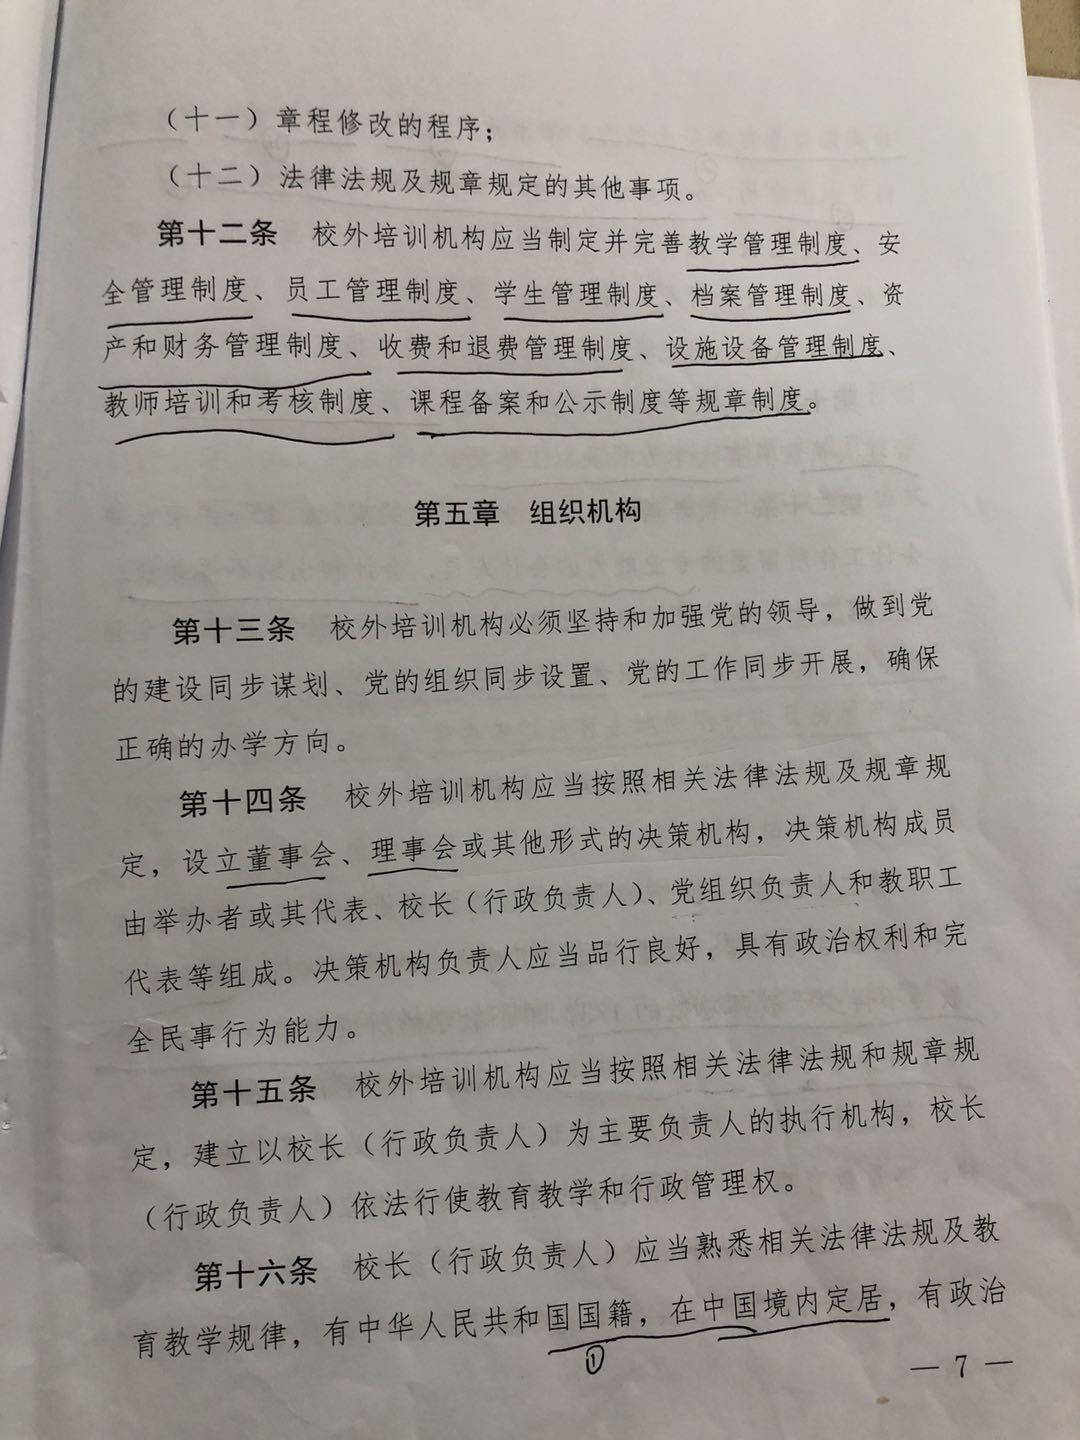 （十一）章程修改的程序；
（十二）法律法规及规章规定的其他事项。
第十二条 校外培训机构应当制定并完善教学管理制度、安
全管理制度、员工管理制度、学生管理制度、档案管理制度、资
产和财务管理制度、收费和退费管理制度、设施设备管理制度、
教师培训和考核制度、课程备案和公示制度等规章制度。
第五章 组织机构
第十三条 校外培训机构必须坚持和加强党的领导，做到党
的建设同步谋划、党的组织同步设置、党的工作同步开展，确保
正确的办学方向。
第十四条 校外培训机构应当按照相关法律法规及规章规
定，设立董事会、理事会或其他形式的决策机构，决策机构成员
由举办者或其代表、校长（行政负责人）、党组织负责人和教职工
代表等组成。决策机构负责人应当品行良好，具有政治权利和完
全民事行为能力。
第十五条 校外培训机构应当按照相关法律法规和规章规
定，建立以校长（行政负责人）为主要负责人的执行机构，校长
（行政负责人）依法行使教育教学和行政管理权。
第十六条 校长（行政负责人）应当熟悉相关法律法规及教
育教学规律，有中华人民共和国国籍，在中国境内定居，有政治
①
— 7 —